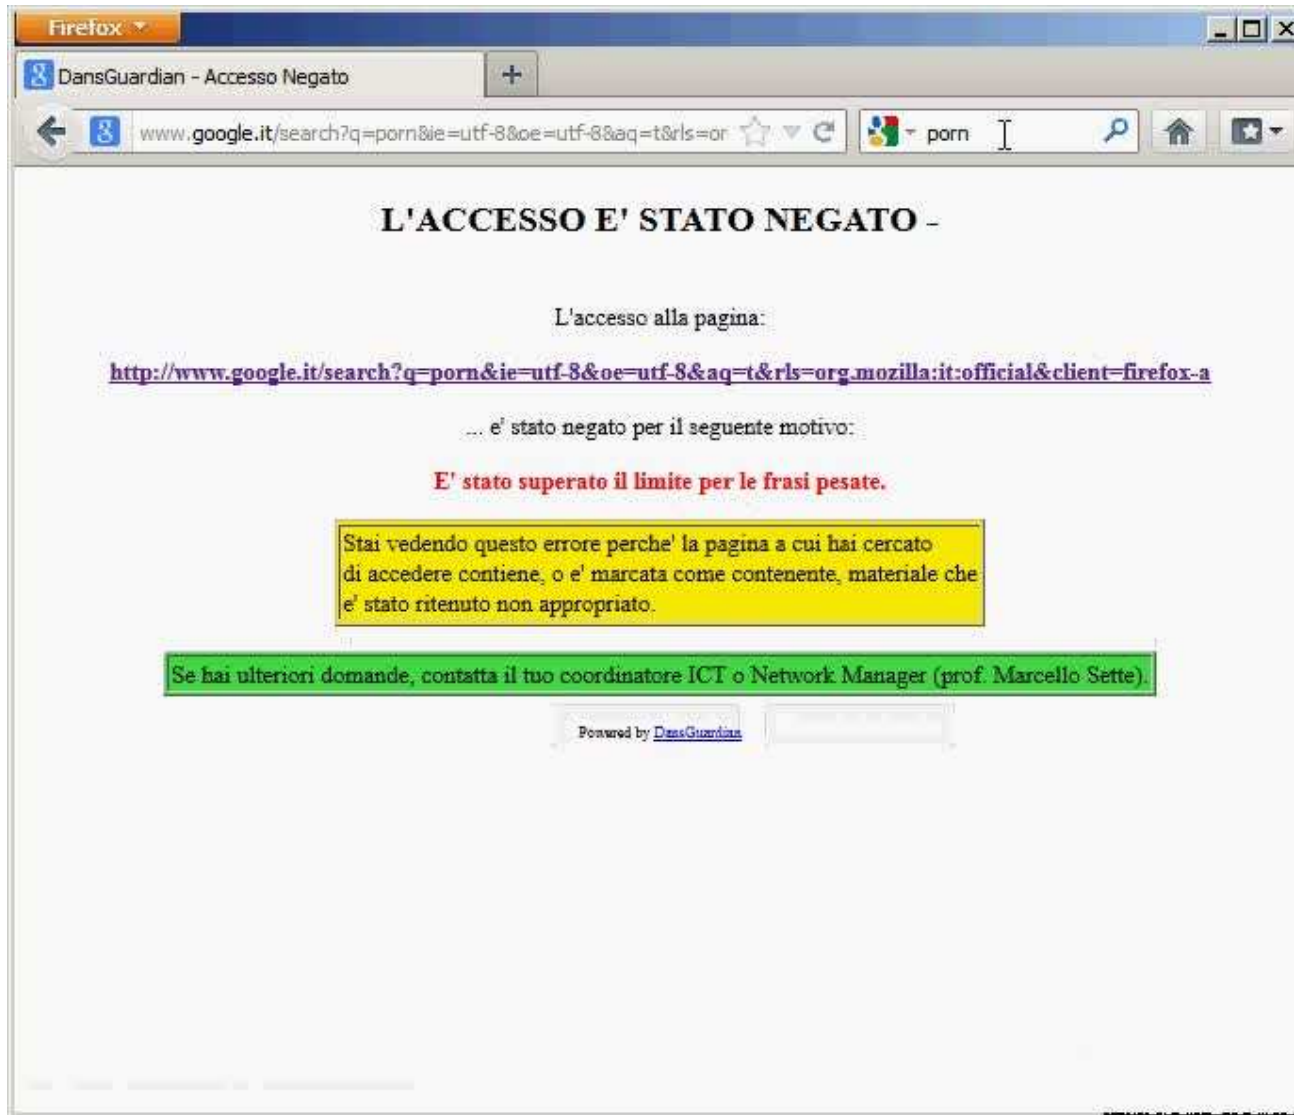 Firefox
DansGuardian - Accesso Negato
www.google.it/search?q=porn&ie=utf-8&oe=utf-8&aq=t&rls=or
porn
L'ACCESSO E' STATO NEGATO -
L'accesso alla pagina:
http://www.google.it/search?q=porn&ie=utf-8&oe=utf-8&aq=t&rls=org.mozilla:it:official&client=firefox-a
... e' stato negato per il seguente motivo:
E' stato superato il limite per le frasi pesate.
Stai vedendo questo errore perche' la pagina a cui hai cercato
di accedere contiene, o e' marcata come contenente, materiale che
e' stato ritenuto non appropriato.
Se hai ulteriori domande, contatta il tuo coordinatore ICT o Network Manager (prof. Marcello Sette).
Powered by DansGuardian